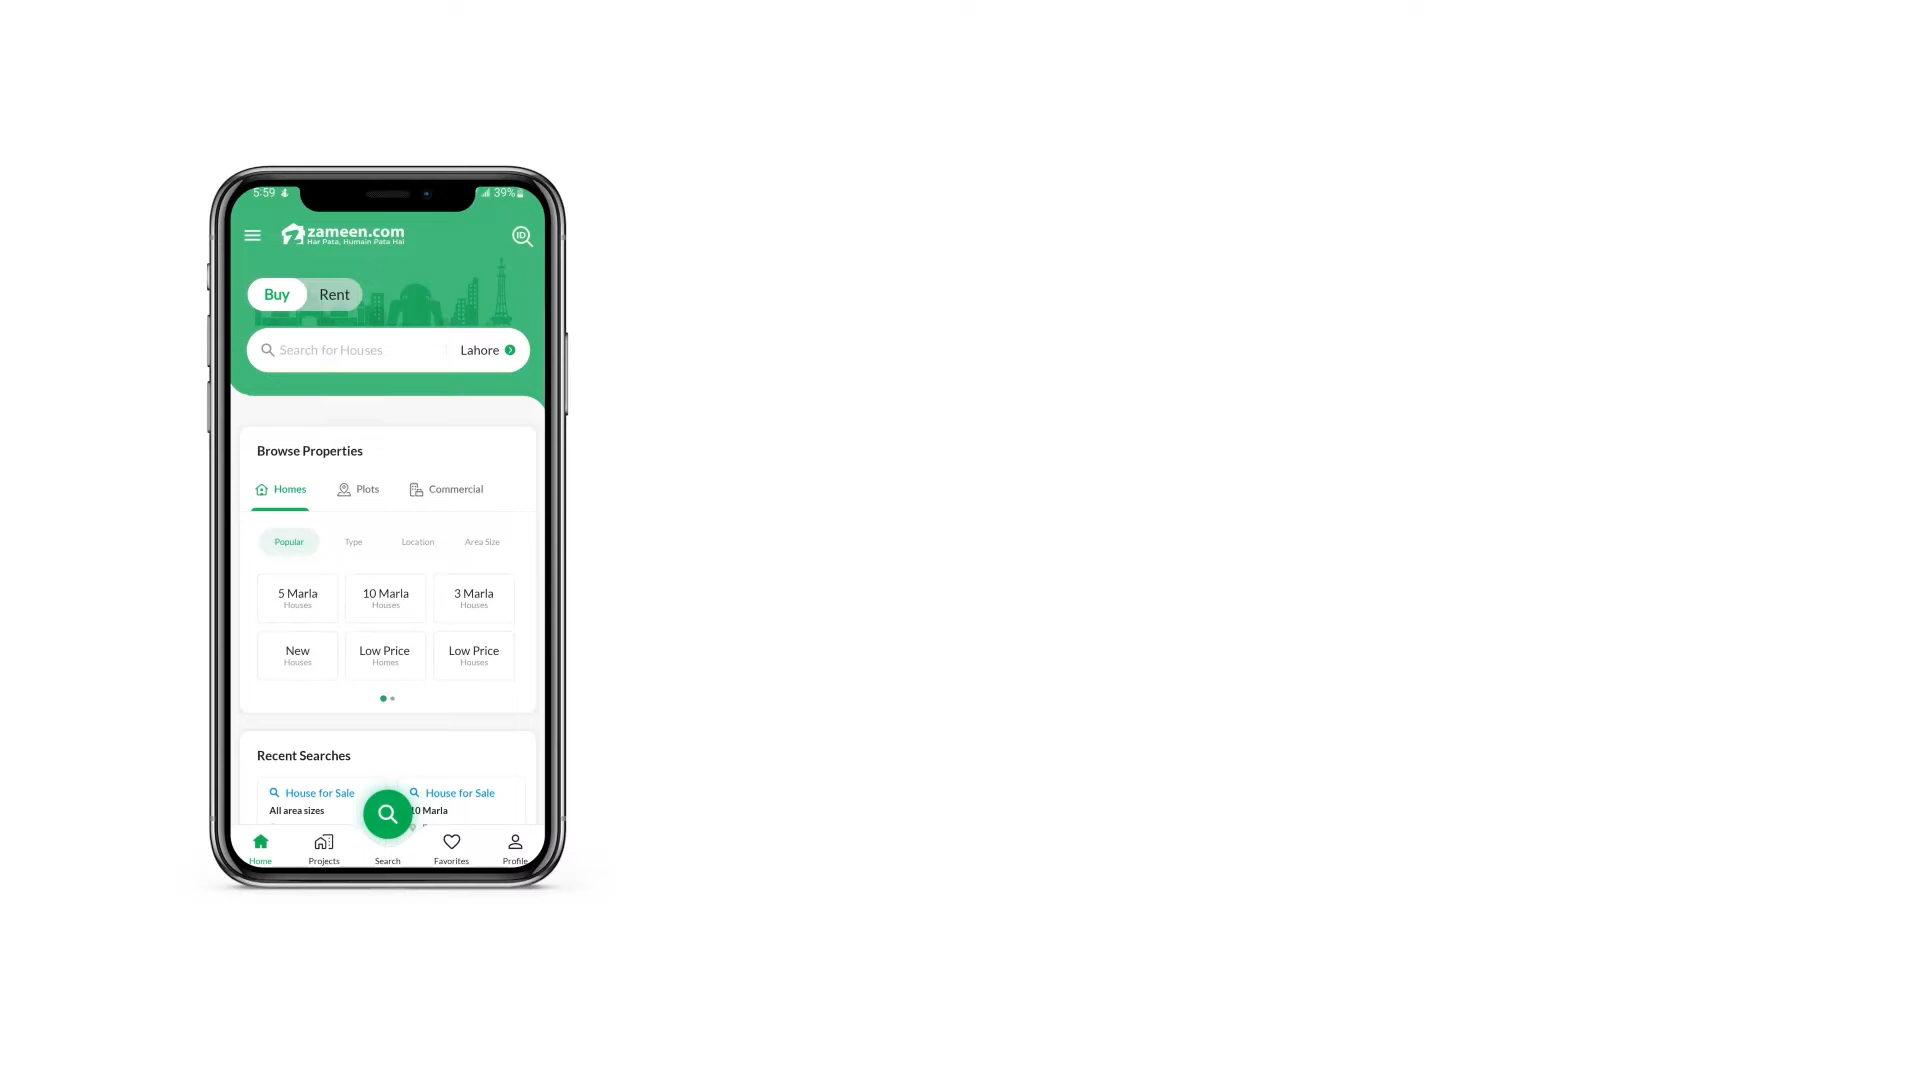 5:59
39%
zameen.com
Har Pata, Humain Pata Hai
ID
Buy Rent
Search for Houses Lahore
Browse Properties
Homes Plots Commercial
Popular Type Location Area Size
5 Marla 10 Marla 3 Marla
Houses Houses Houses
New Low Price Low Price
Houses Homes Houses
Recent Searches
House for Sale House for Sale
All area sizes 10 Marla
Home Projects Search Favorites Profile